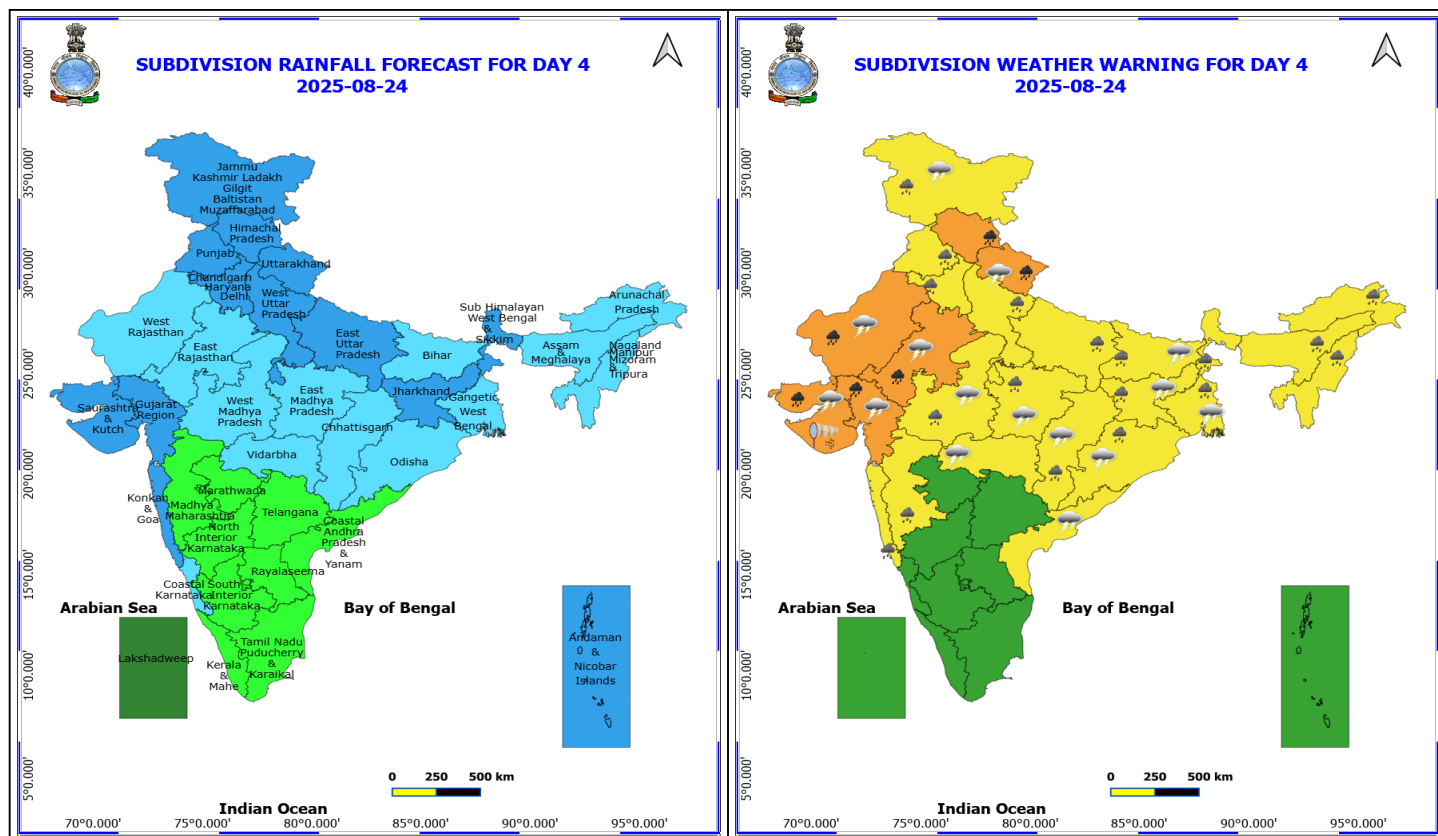 SUBDIVISION RAINFALL FORECAST FOR DAY 4
2025-08-24
40°0.000'
35°0.000'
30°0.000'
25°0.000'
20°0.000'
15°0.000'
10°0.000'
5°0.000'
Jammu
Kashmir Ladakh
Gilgit
Baltistan
Muzaffarabad
Himachal
Pradesh
Punjab
Uttarakhand
Chandigarh
Haryana
Delhi
West
Uttar
Pradesh
West
Rajasthan
East
Rajasthan
East
Uttar
Pradesh
Bihar
Sub Himalayan
West Bengal
&
Sikkim
Arunachal
Pradesh
Assam
&
Meghalaya
Nagaland
Manipur
Mizoram
&
Tripura
Saurashtra
&
Kutch
Gujarat
Region
West
Madhya
Pradesh
East
Madhya
Pradesh
Jharkhand
Gangetic
West
Bengal
Chhattisgarh
Vidarbha
Odisha
Konkan
&
Goa
Madhya
Maharashtra
Marathwada
Telangana
North
Interior
Karnataka
Coastal
Andhra
Pradesh
&
Yanam
Rayalaseema
Coastal
Karnataka
South
Interior
Karnataka
Arabian Sea
Bay of Bengal
Lakshadweep
Kerala
&
Mahe
Tamil Nadu
Puducherry
&
Karaikal
Andaman
&
Nicobar
Islands
0 250 500 km
Indian Ocean
70°0.000' 75°0.000' 80°0.000' 85°0.000' 90°0.000' 95°0.000'
SUBDIVISION WEATHER WARNING FOR DAY 4
2025-08-24
40°0.000'
35°0.000'
30°0.000'
25°0.000'
20°0.000'
15°0.000'
10°0.000'
5°0.000'
Arabian Sea
Bay of Bengal
0 250 500 km
Indian Ocean
70°0.000' 75°0.000' 80°0.000' 85°0.000' 90°0.000' 95°0.000'